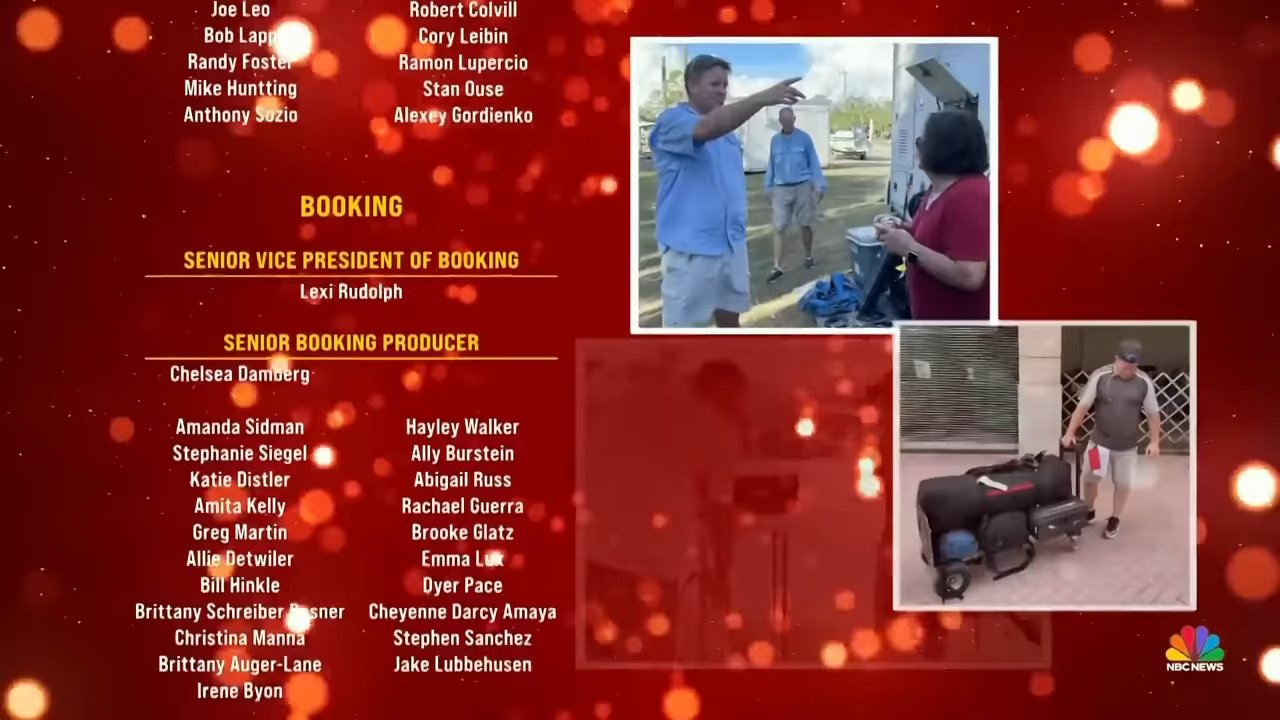 Joe Leo
Robert Colvill
Bob Lapp
Cory Leibin
Randy Foster
Ramon Lupercio
Mike Huntting
Stan Ouse
Anthony Sozio
Alexey Gordienko
BOOKING
SENIOR VICE PRESIDENT OF BOOKING
Lexi Rudolph
SENIOR BOOKING PRODUCER
Chelsea Damberg
Amanda Sidman
Hayley Walker
Stephanie Siegel
Ally Burstein
Katie Distler
Abigail Russ
Amita Kelly
Rachael Guerra
Greg Martin
Brooke Glatz
Allie Detwiler
Emma Lux
Bill Hinkle
Dyer Pace
Brittany Schreiber Posner
Cheyenne Darcy Amaya
Christina Manna
Stephen Sanchez
Brittany Auger-Lane
Jake Lubbehusen
Irene Byon
NBC NEWS